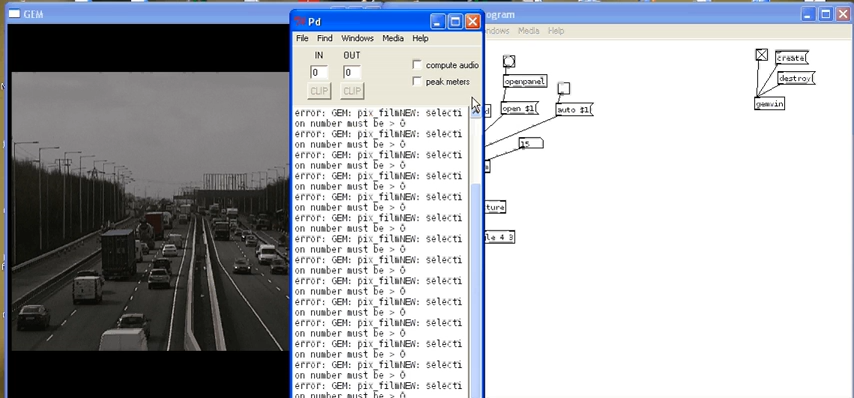 GEM
Pd
ogram
File Find Windows Media Help
ndows Media Help
IN OUT
0 0
CLIP CLIP
compute audio
peak meters
error: GEM: pix_filmNEW: selecti
on number must be > 0
error: GEM: pix_filmNEW: selecti
on number must be > 0
error: GEM: pix_filmNEW: selecti
on number must be > 0
error: GEM: pix_filmNEW: selecti
on number must be > 0
error: GEM: pix_filmNEW: selecti
on number must be > 0
error: GEM: pix_filmNEW: selecti
on number must be > 0
error: GEM: pix_filmNEW: selecti
on number must be > 0
error: GEM: pix_filmNEW: selecti
on number must be > 0
error: GEM: pix_filmNEW: selecti
on number must be > 0
error: GEM: pix_filmNEW: selecti
on number must be > 0
error: GEM: pix_filmNEW: selecti
on number must be > 0
error: GEM: pix_filmNEW: selecti
on number must be > 0
error: GEM: pix_filmNEW: selecti
on number must be > 0
error: GEM: pix_filmNEW: selecti
openpanel
d
open $1
auto $1
15
ture
le 4 3
create
destroy
gemwin